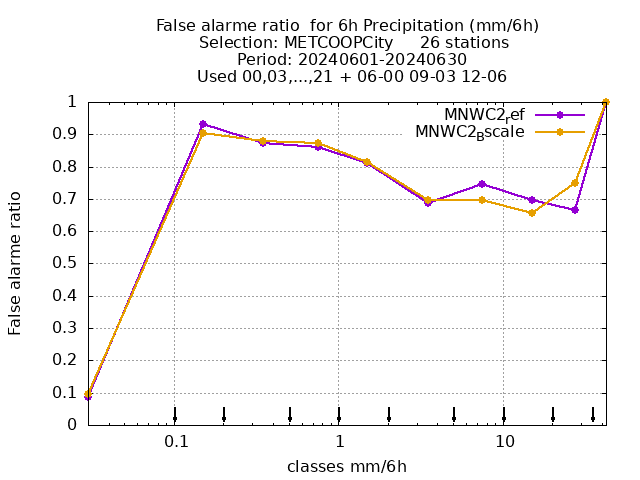 False alarme ratio  for 6h Precipitation (mm/6h)
Selection: METCOOPCity     26 stations
Period: 20240601-20240630
Used 00,03,...,21 + 06-00 09-03 12-06
MNWC2ref
MNWC2Bscale
1
0.9
0.8
0.7
0.6
0.5
0.4
0.3
0.2
0.1
0
False alarme ratio
0.1 1 10
classes mm/6h